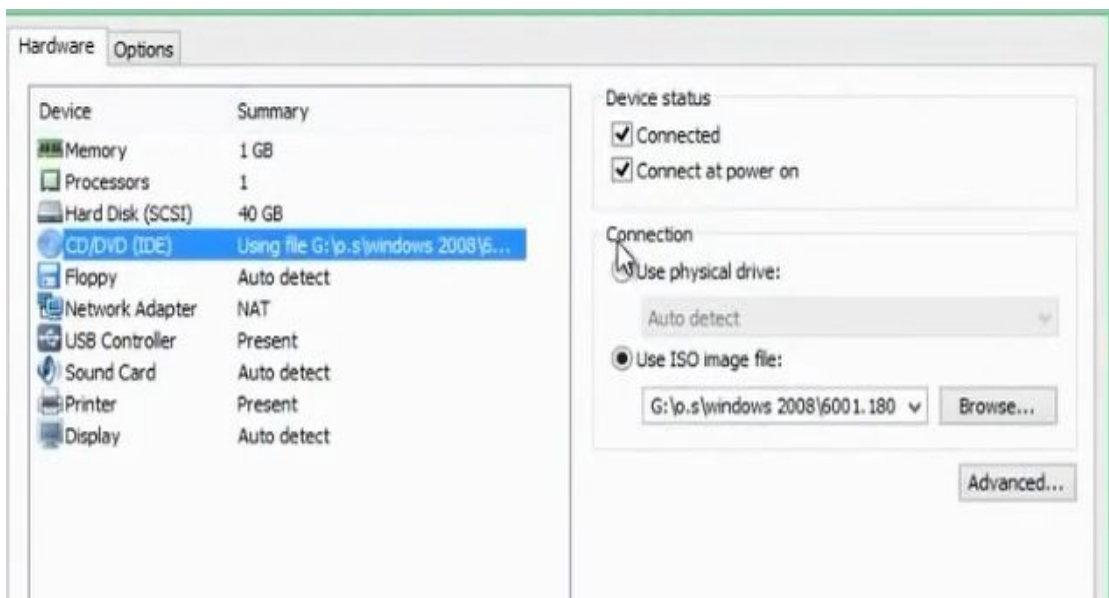 Hardware
Options
Device Summary
Memory 1 GB
Processors 1
Hard Disk (SCSI) 40 GB
CD/DVD (IDE) Using file G:\o.s\windows 2008\6...
Floppy Auto detect
Network Adapter NAT
USB Controller Present
Sound Card Auto detect
Printer Present
Display Auto detect
Device status
Connected
Connect at power on
Connection
Use physical drive:
Auto detect
Use ISO image file:
G:\o.s\windows 2008\6001.180
Browse...
Advanced...